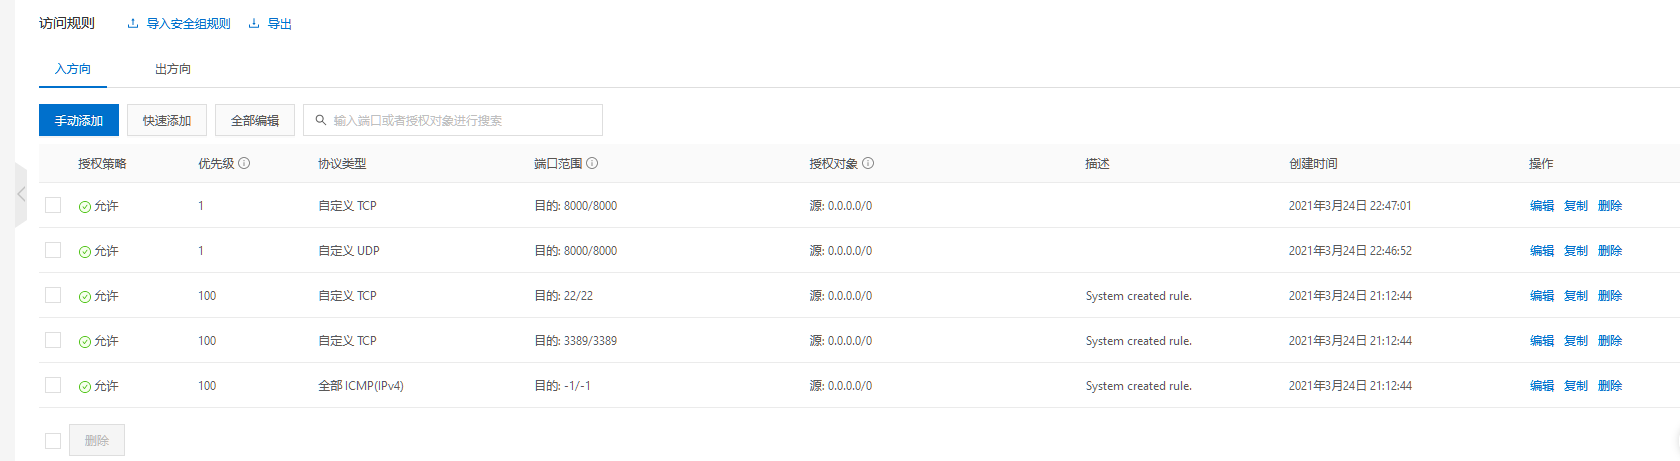 访问规则 导入安全组规则 导出
入方向 出方向
手动添加 快速添加 全部编辑 输入端口或者授权对象进行搜索
授权策略 优先级 协议类型 端口范围 授权对象 描述 创建时间 操作
允许 1 自定义 TCP 目的: 8000/8000 源: 0.0.0.0/0 2021年3月24日 22:47:01 编辑 复制 删除
允许 1 自定义 UDP 目的: 8000/8000 源: 0.0.0.0/0 2021年3月24日 22:46:52 编辑 复制 删除
允许 100 自定义 TCP 目的: 22/22 源: 0.0.0.0/0 System created rule. 2021年3月24日 21:12:44 编辑 复制 删除
允许 100 自定义 TCP 目的: 3389/3389 源: 0.0.0.0/0 System created rule. 2021年3月24日 21:12:44 编辑 复制 删除
允许 100 全部 ICMP(IPv4) 目的: -1/-1 源: 0.0.0.0/0 System created rule. 2021年3月24日 21:12:44 编辑 复制 删除
删除